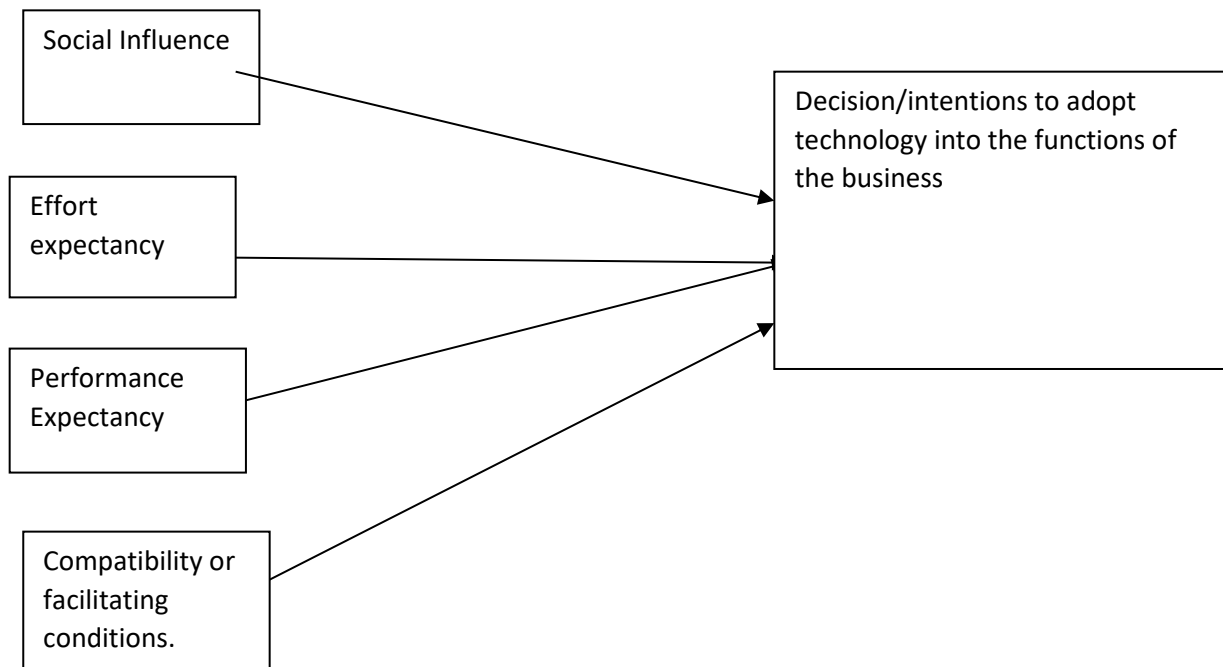 Social Influence
Decision/intentions to adopt
technology into the functions of
the business
Effort
expectancy
Performance
Expectancy
Compatibility or
facilitating
conditions.